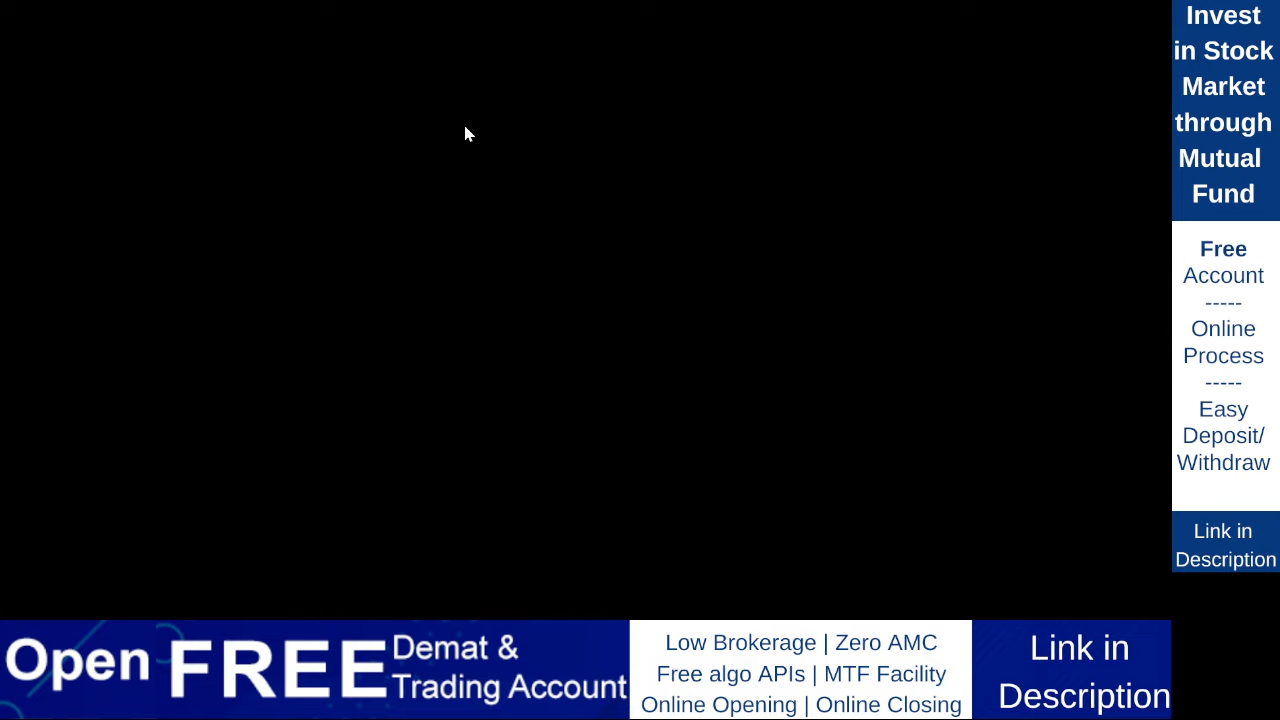 Invest
in Stock
Market
through
Mutual
Fund
Free
Account
-----
Online
Process
-----
Easy
Deposit/
Withdraw
Link in
Description
Open FREE Demat &
Trading Account
Low Brokerage | Zero AMC
Free algo APIs | MTF Facility
Online Opening | Online Closing
Link in
Description